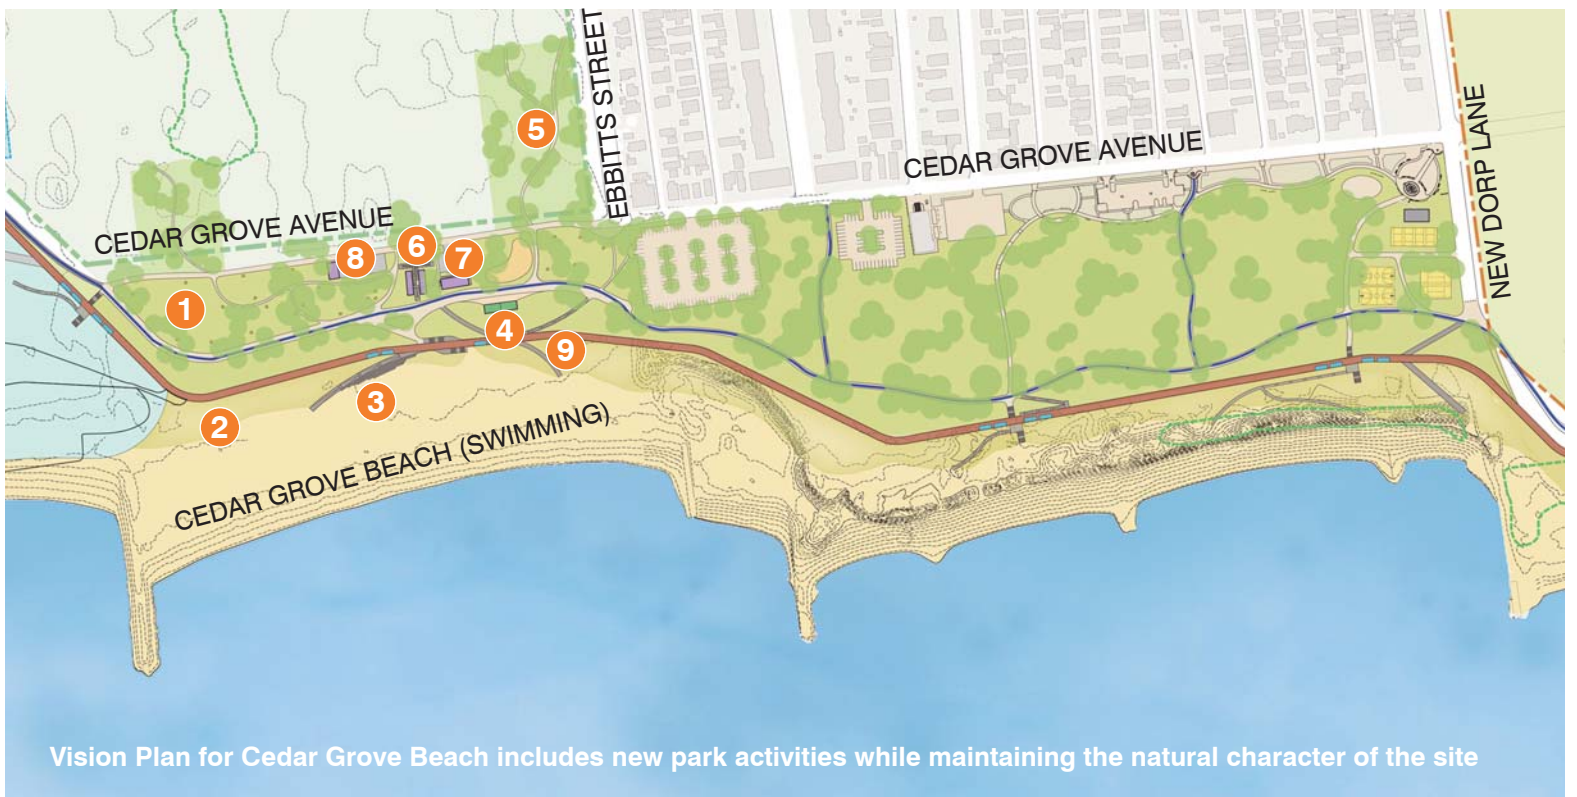 EBBITTS STREET
5
CEDAR GROVE AVENUE
NEW DORP LANE
CEDAR GROVE AVENUE
8
6
7
1
4
9
3
2
CEDAR GROVE BEACH (SWIMMING)
Vision Plan for Cedar Grove Beach includes new park activities while maintaining the natural character of the site